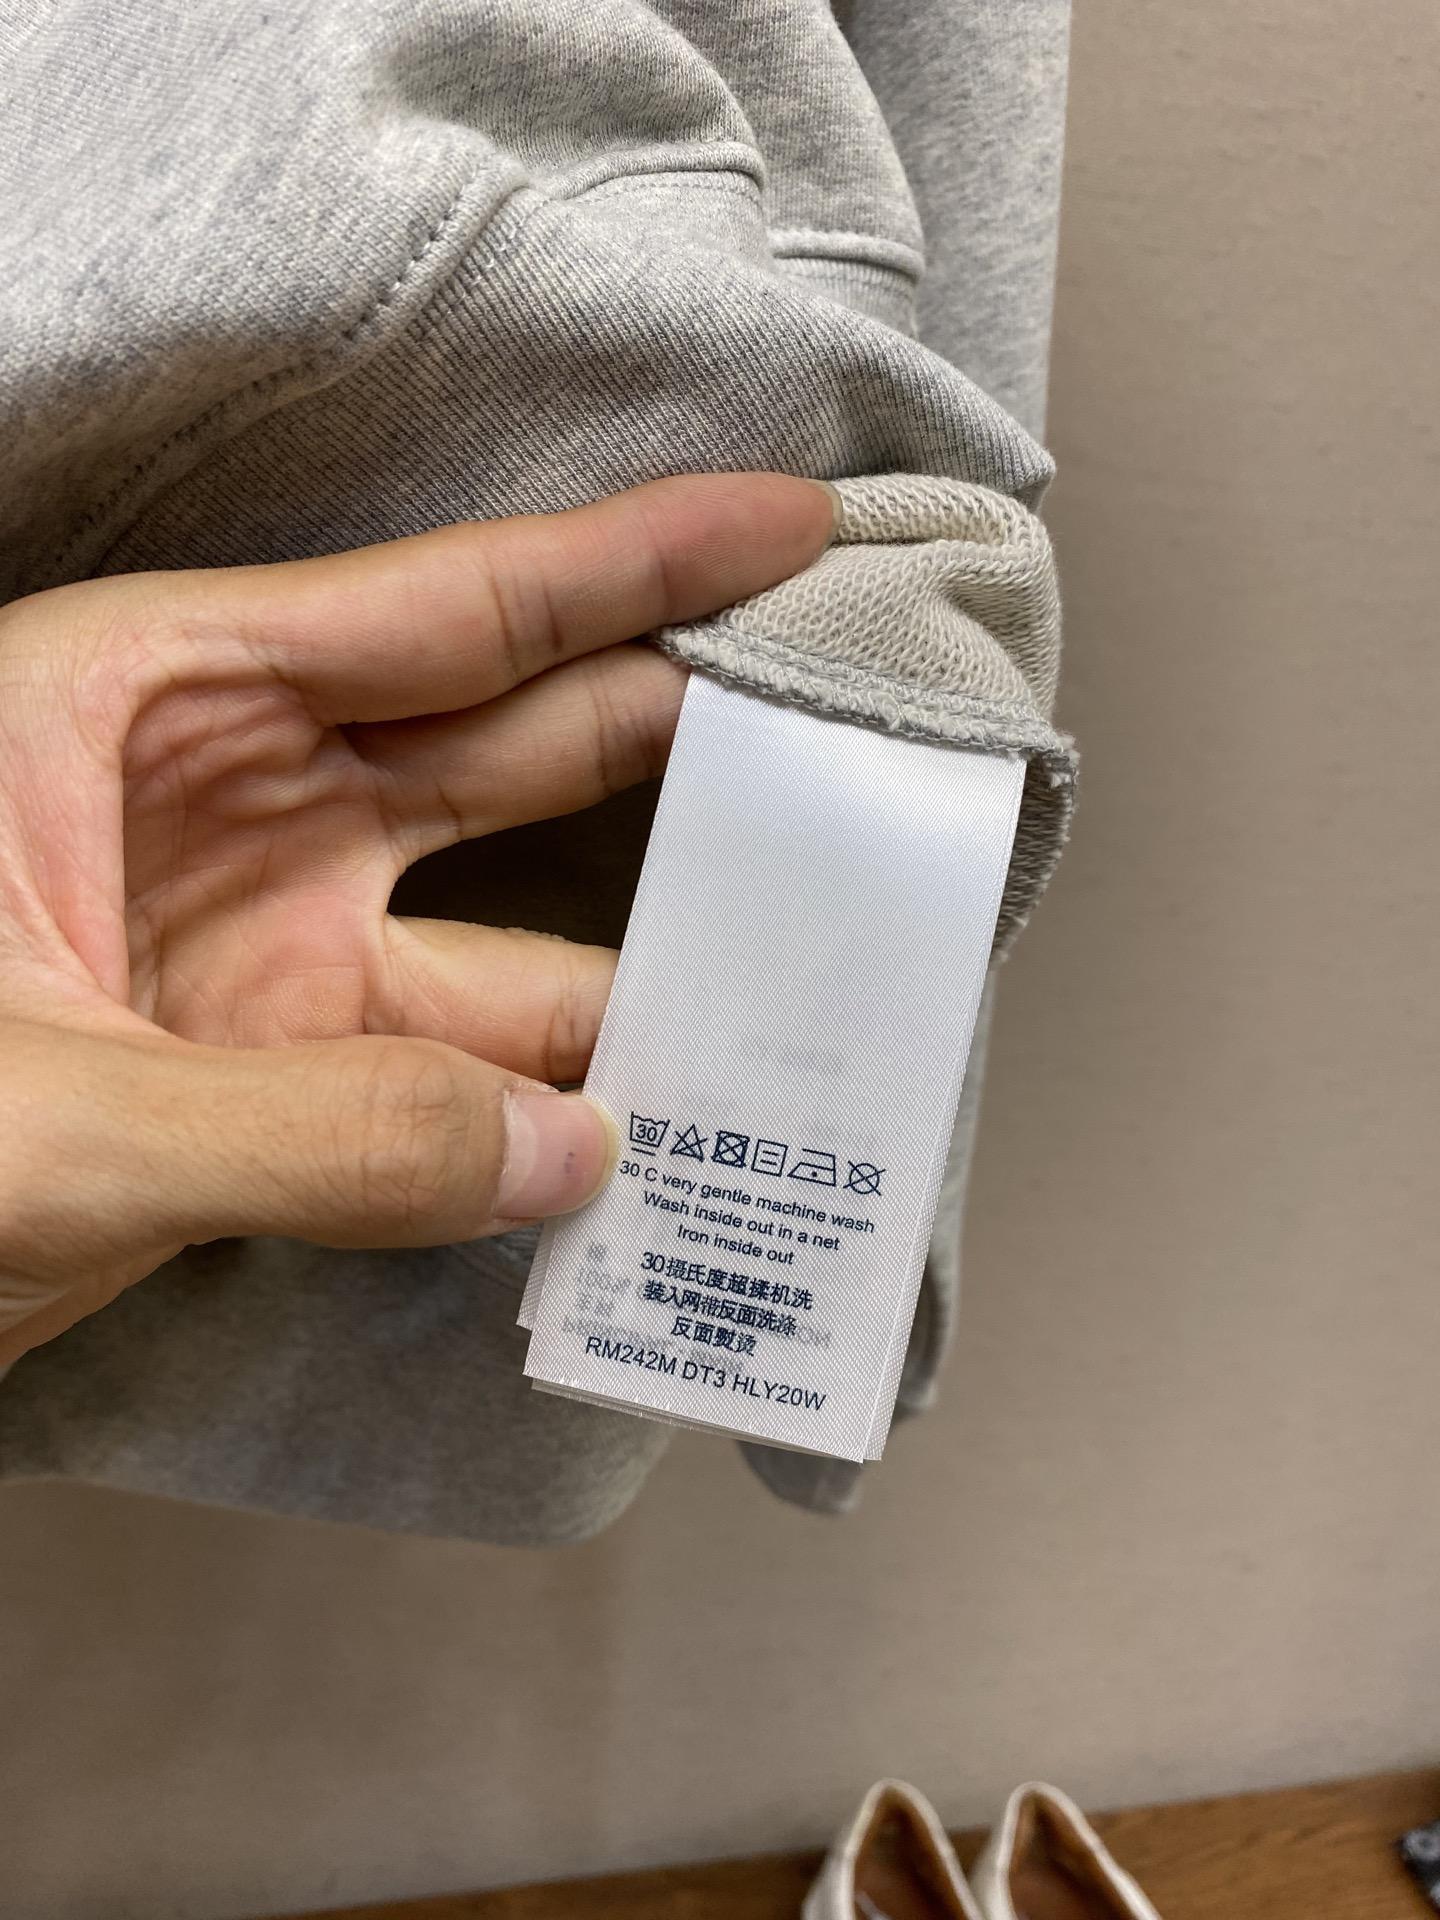 30
30 C very gentle machine wash
Wash inside out in a net
Iron inside out
30摄氏度超揉机洗
装入网袋反面洗涤
反面熨烫
RM242M DT3 HLY20W